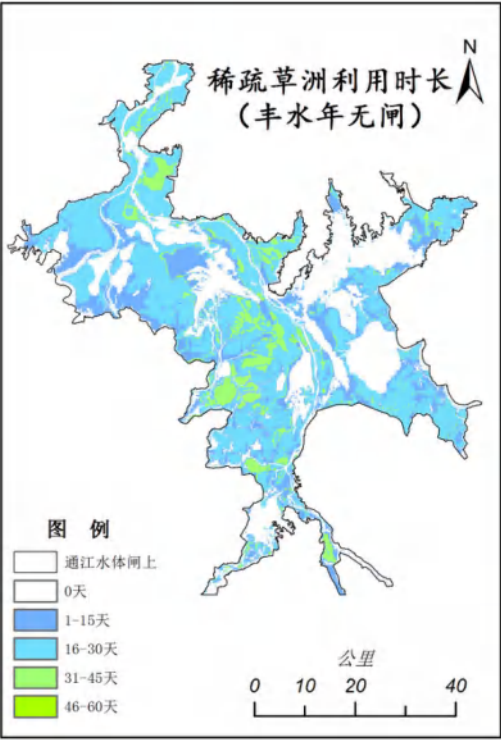 N
稀疏草洲利用时长
（丰水年无闸）
图 例
通江水体闸上
0天
1-15天
16-30天
31-45天
46-60天
公里
0 10 20 40